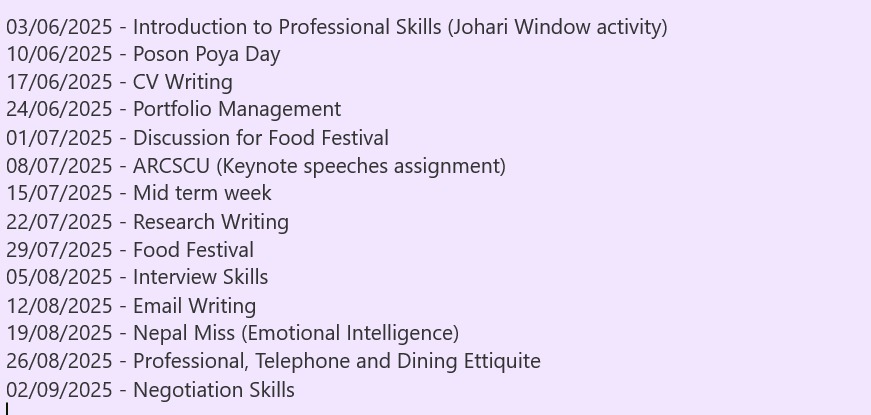 03/06/2025 - Introduction to Professional Skills (Johari Window activity)
10/06/2025 - Poson Poya Day
17/06/2025 - CV Writing
24/06/2025 - Portfolio Management
01/07/2025 - Discussion for Food Festival
08/07/2025 - ARCSCU (Keynote speeches assignment)
15/07/2025 - Mid term week
22/07/2025 - Research Writing
29/07/2025 - Food Festival
05/08/2025 - Interview Skills
12/08/2025 - Email Writing
19/08/2025 - Nepal Miss (Emotional Intelligence)
26/08/2025 - Professional, Telephone and Dining Ettiquite
02/09/2025 - Negotiation Skills